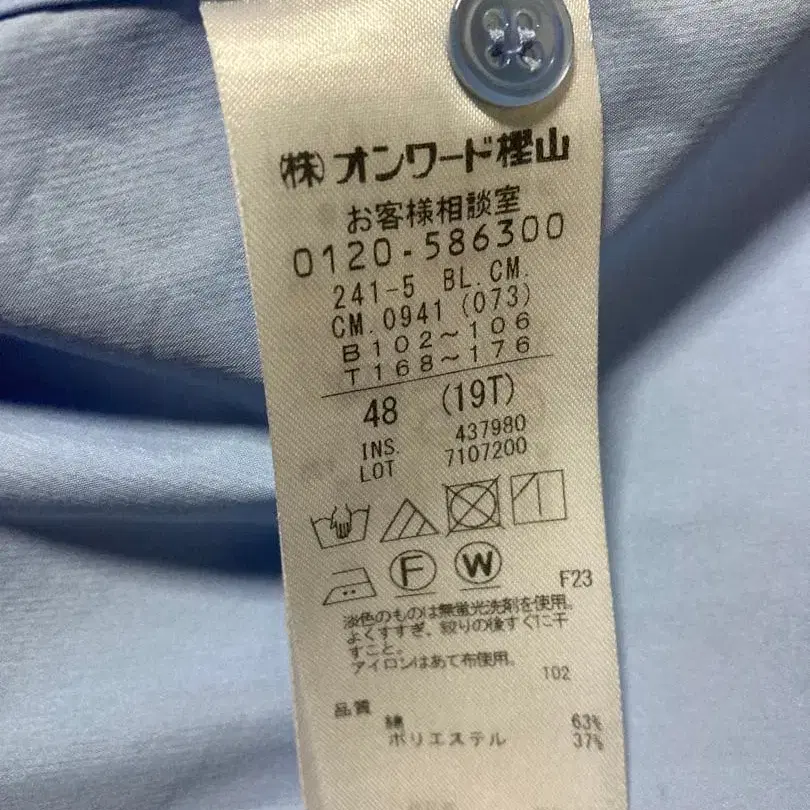 ㈱オンワード樫山
お客様相談室
0120-586300
241-5 BL.CM.
CM.0941 (073)
B102～106
T168～176
48 (19T)
INS. 437980
LOT 7107200
F W
F23
淡色のものは無蛍光洗剤を使用。
よくすすぎ、絞りの後すぐに干
すこと。
アイロンはあて布使用。
102
品質
綿 63%
ポリエステル 37%